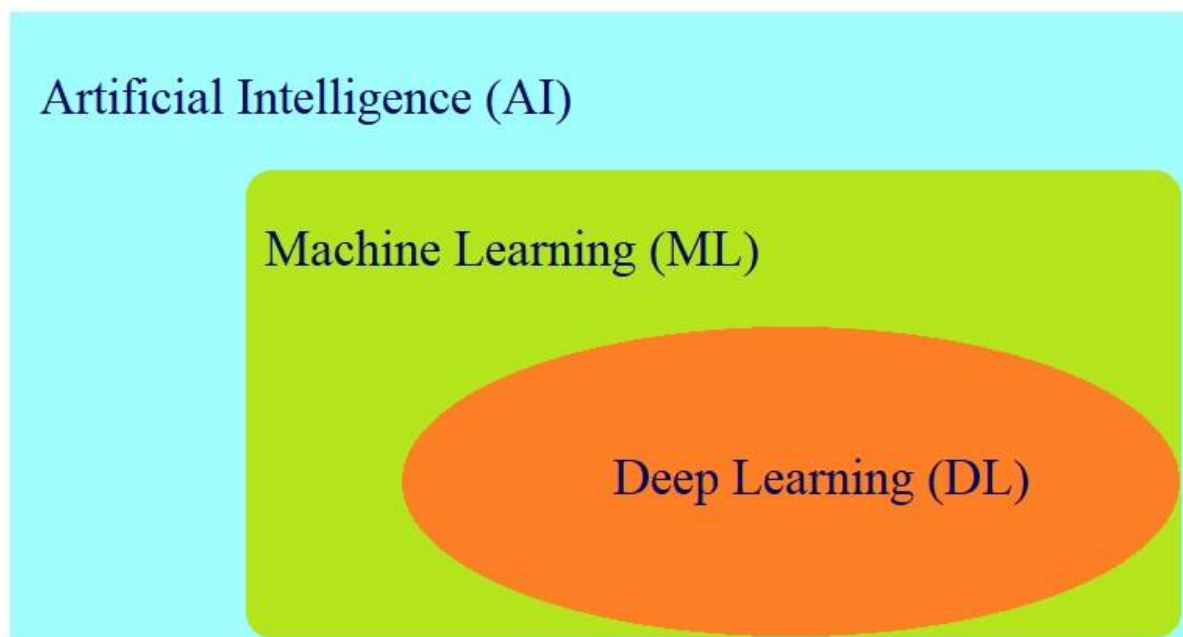 Artificial Intelligence (AI)
Machine Learning (ML)
Deep Learning (DL)